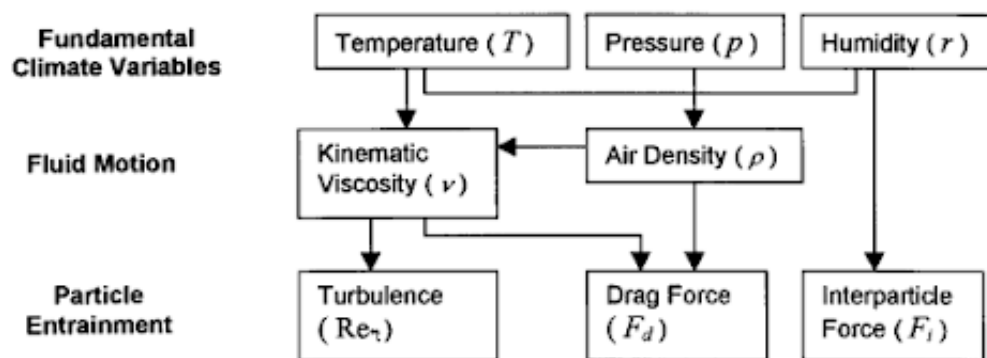 Fundamental
Climate Variables
Temperature (T)
Pressure (p)
Humidity (r)
Fluid Motion
Kinematic
Viscosity (ν)
Air Density (ρ)
Particle
Entrainment
Turbulence
(Reτ)
Drag Force
(Fd)
Interparticle
Force (Fi)